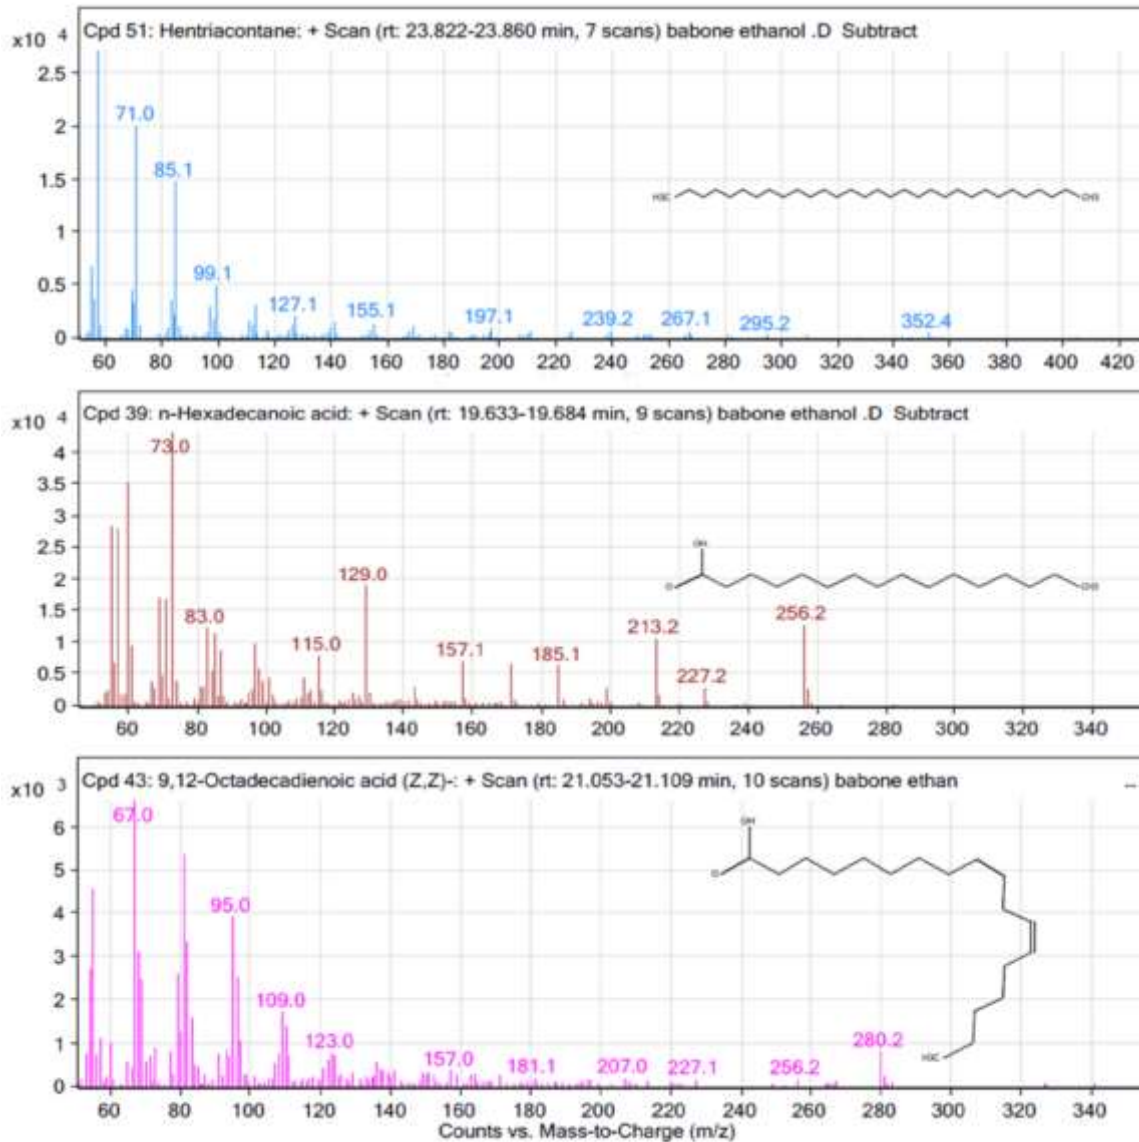 Cpd 51: Hentriacontane: + Scan (rt: 23.822-23.860 min, 7 scans) babone ethanol .D Subtract
x10 4
2.5
2
1.5
1
0.5
0
71.0
85.1
99.1
127.1
155.1
197.1
239.2
267.1
295.2
352.4
H3C
CH3
60 80 100 120 140 160 180 200 220 240 260 280 300 320 340 360 380 400 420
Cpd 39: n-Hexadecanoic acid: + Scan (rt: 19.633-19.684 min, 9 scans) babone ethanol .D Subtract
x10 4
4
3.5
3
2.5
2
1.5
1
0.5
0
73.0
83.0
115.0
129.0
157.1
185.1
213.2
227.2
256.2
OH
O
CH3
60 80 100 120 140 160 180 200 220 240 260 280 300 320 340
Cpd 43: 9,12-Octadecadienoic acid (Z,Z)-: + Scan (rt: 21.053-21.109 min, 10 scans) babone ethan ...
x10 3
6
5
4
3
2
1
0
67.0
95.0
109.0
123.0
157.0
181.1
207.0
227.1
256.2
280.2
OH
O
H3C
60 80 100 120 140 160 180 200 220 240 260 280 300 320 340
Counts vs. Mass-to-Charge (m/z)